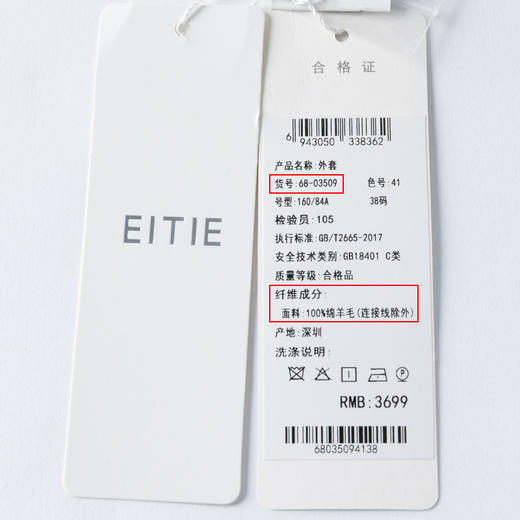 EITIE
合格证
6 943050 338362
产品名称:外套
货号:68-03509 色号:41
号型:160/84A 38码
检验员:105
执行标准:GB/T2665-2017
安全技术类别:GB18401 C类
质量等级:合格品
纤维成分:
面料:100%绵羊毛(连接线除外)
产地:深圳
洗涤说明:
RMB:3699
68035094138